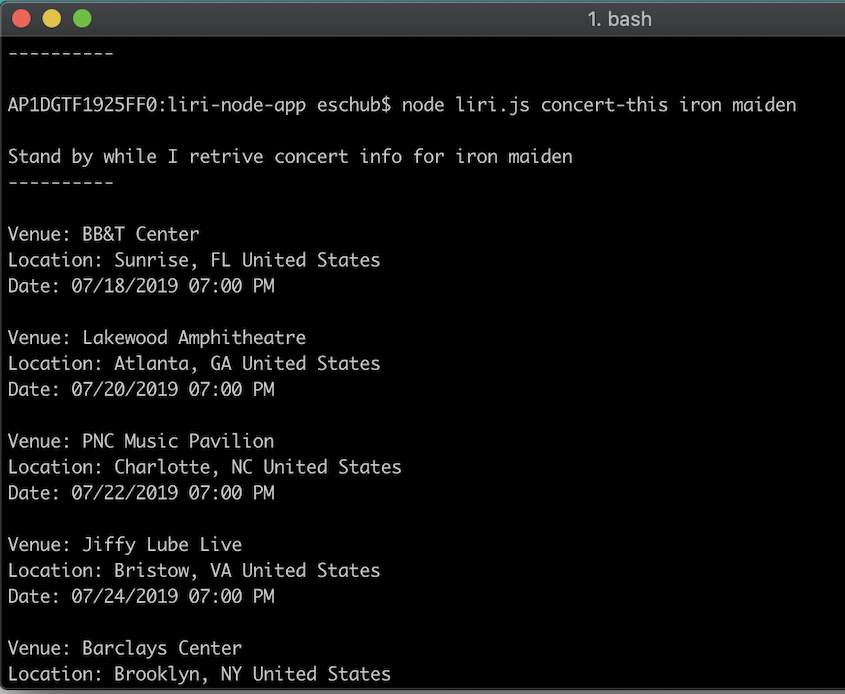 1. bash
----------
AP1DGTF1925FF0:liri-node-app eschub$ node liri.js concert-this iron maiden
Stand by while I retrive concert info for iron maiden
----------
Venue: BB&T Center
Location: Sunrise, FL United States
Date: 07/18/2019 07:00 PM
Venue: Lakewood Amphitheatre
Location: Atlanta, GA United States
Date: 07/20/2019 07:00 PM
Venue: PNC Music Pavilion
Location: Charlotte, NC United States
Date: 07/22/2019 07:00 PM
Venue: Jiffy Lube Live
Location: Bristow, VA United States
Date: 07/24/2019 07:00 PM
Venue: Barclays Center
Location: Brooklyn, NY United States